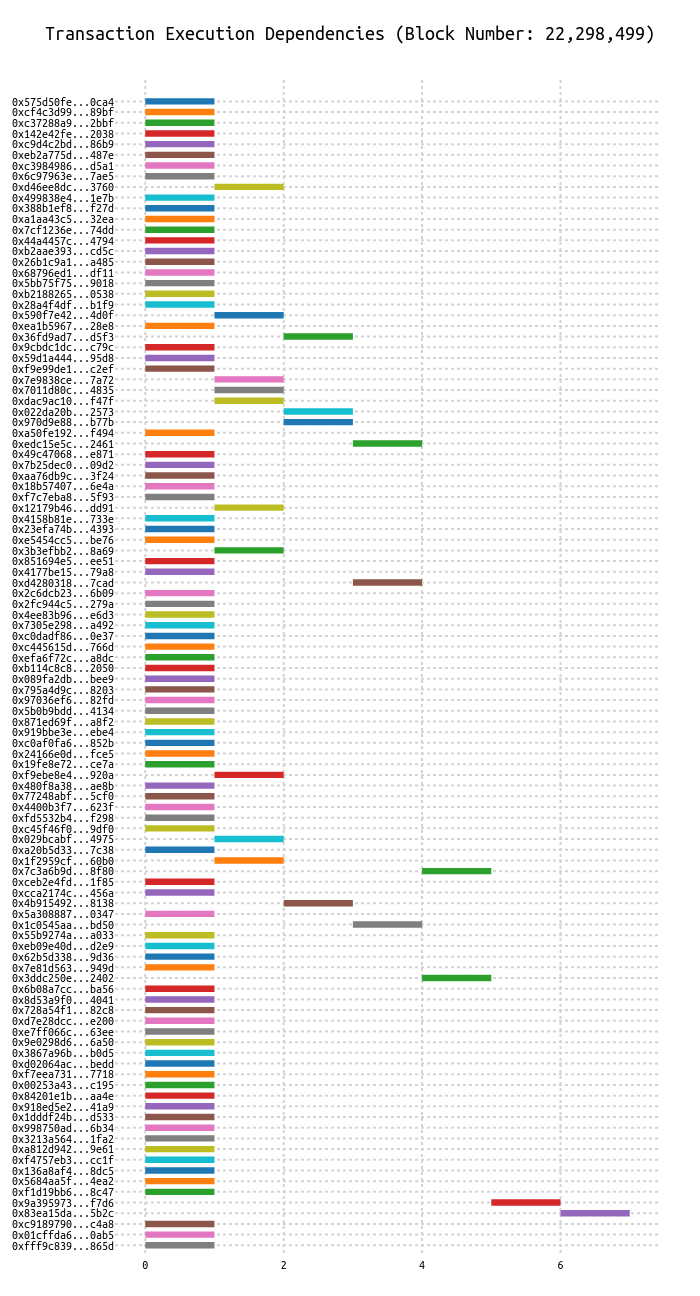 Transaction Execution Dependencies (Block Number: 22,298,499)
0x575d50fe...0ca4
0xcf4c3d99...89bf
0xc37288a9...2bbf
0x142e42fe...2038
0xc9d4c2bd...86b9
0xeb2a775d...487e
0xc3984986...d5a1
0x6c97963e...7ae5
0xd46ee8dc...3760
0x499838e4...1e7b
0x388b1ef8...f27d
0xa1aa43c5...32ea
0x7cf1236e...74dd
0x44a4457c...4794
0xb2aae393...cd5c
0x26b1c9a1...a485
0x68796ed1...df11
0x5bb75f75...9018
0xb2188265...0538
0x28a4f4df...b1f9
0x590f7e42...4d0f
0xea1b5967...28e8
0x36fd9ad7...d5f3
0x9cbdc1dc...c79c
0x59d1a444...95d8
0xf9e99de1...c2ef
0x7e9838ce...7a72
0x7011d80c...4835
0xdac9ac10...f47f
0x022da20b...2573
0x970d9e88...b77b
0xa50fe192...f494
0xedc15e5c...2461
0x49c47068...e871
0x7b25dec0...09d2
0xaa76db9c...3f24
0x18b57407...6e4a
0xf7c7eba8...5f93
0x12179b46...dd91
0x4158b81e...733e
0x23efa74b...4393
0xe5454cc5...be76
0x3b3efbb2...8a69
0x851694e5...ee51
0x4177be15...79a8
0xd4280318...7cad
0x2c6dcb23...6b09
0x2fc944c5...279a
0x4ee83b96...e6d3
0x7305e298...a492
0xc0dadf86...0e37
0xc445615d...766d
0xefa6f72c...a8dc
0xb114c8c8...2050
0x089fa2db...bee9
0x795a4d9c...8203
0x97036ef6...82fd
0x5b0b9bdd...4134
0x871ed69f...a8f2
0x919bbe3e...ebe4
0xc0af0fa6...852b
0x24166e0d...fce5
0x19fe8e72...ce7a
0xf9ebe8e4...920a
0x480f8a38...ae8b
0x77248abf...5cf0
0x4400b3f7...623f
0xfd5532b4...f298
0xc45f46f0...9df0
0x029bcabf...4975
0xa20b5d33...7c38
0x1f2959cf...60b0
0x7c3a6b9d...8f80
0xceb2e4fd...1f85
0xcca2174c...456a
0x4b915492...8138
0x5a308887...0347
0x1c0545aa...bd50
0x55b9274a...a033
0xeb09e40d...d2e9
0x62b5d338...9d36
0x7e81d563...949d
0x3ddc250e...2402
0x6b08a7cc...ba56
0x8d53a9f0...4041
0x728a54f1...82c8
0xd7e28dcc...e200
0xe7ff066c...63ee
0x9e0298d6...6a50
0x3867a96b...b0d5
0xd02064ac...bedd
0xf7eea731...7718
0x00253a43...c195
0x84201e1b...aa4e
0x918ed5e2...41a9
0x1dddf24b...d533
0x998750ad...6b34
0x3213a564...1fa2
0xa812d942...9e61
0xf4757eb3...cc1f
0x136a8af4...8dc5
0x5684aa5f...4ea2
0xf1d19bb6...8c47
0x9a395973...f7d6
0x83ea15da...5b2c
0xc9189790...c4a8
0x01cffda6...0ab5
0xfff9c839...865d
0 2 4 6